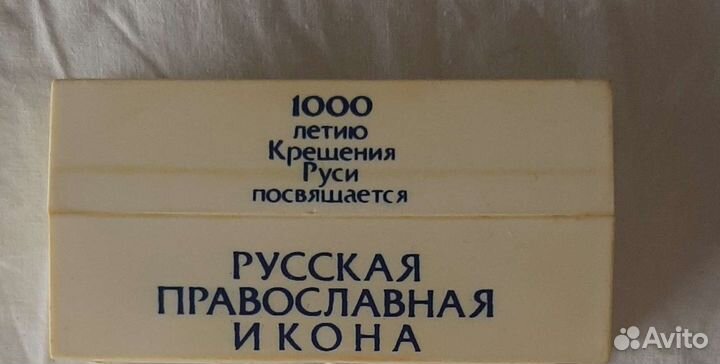 1000
летию
Крещения
Руси
посвящается
РУССКАЯ
ПРАВОСЛАВНАЯ
ИКОНА
Avito